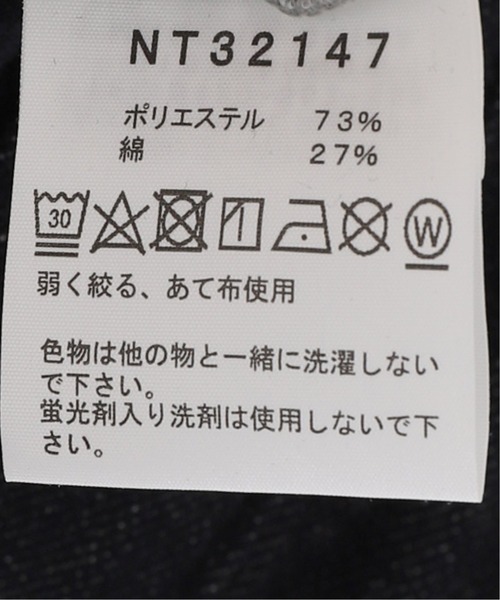 NT32147
ポリエステル 73%
綿 27%
30 W
弱く絞る、あて布使用
色物は他の物と一緒に洗濯しない
で下さい。
蛍光剤入り洗剤は使用しないで下
さい。